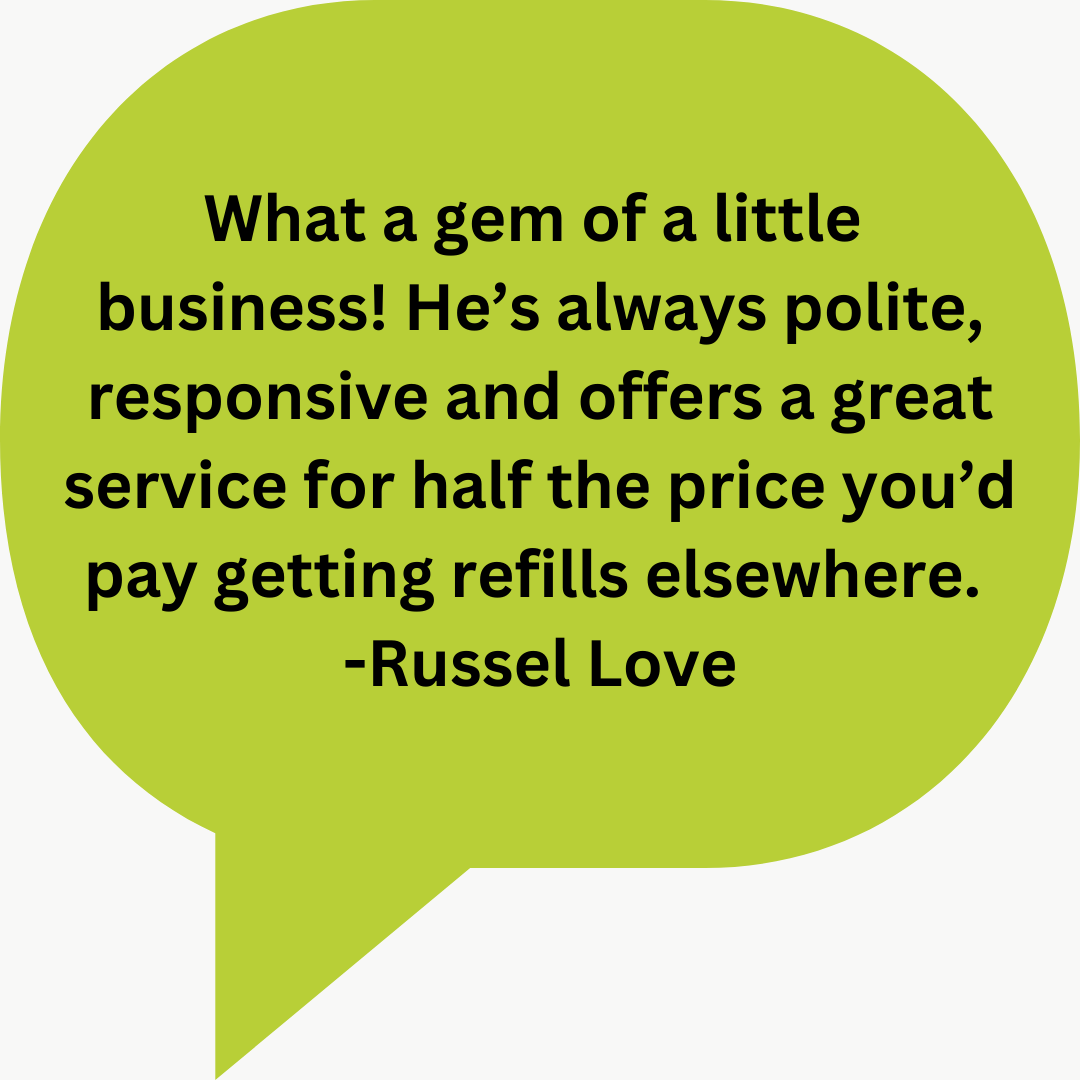 What a gem of a little
business! He’s always polite,
responsive and offers a great
service for half the price you’d
pay getting refills elsewhere.
-Russel Love